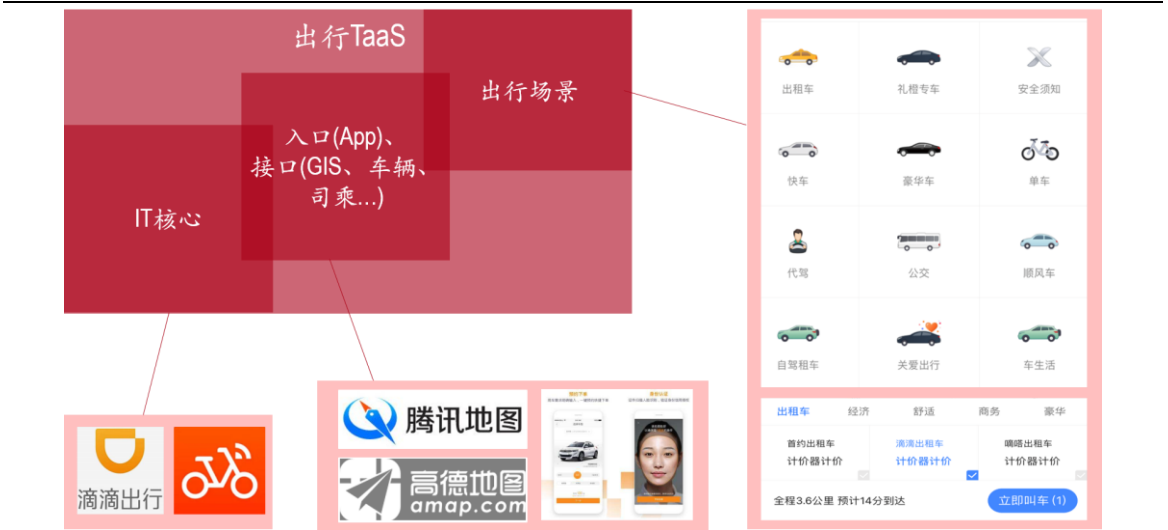 出行TaaS
出行场景
入口(App)、
接口(GIS、车辆、
司乘...)
IT核心
滴滴出行
腾讯地图
高德地图
amap.com
出租车
礼橙专车
安全须知
快车
豪华车
单车
代驾
公交
顺风车
自驾租车
关爱出行
车生活
出租车 经济 舒适 商务 豪华
首约出租车 滴滴出租车 嘀嗒出租车
计价器计价 计价器计价 计价器计价
全程3.6公里 预计14分到达 立即叫车(1)